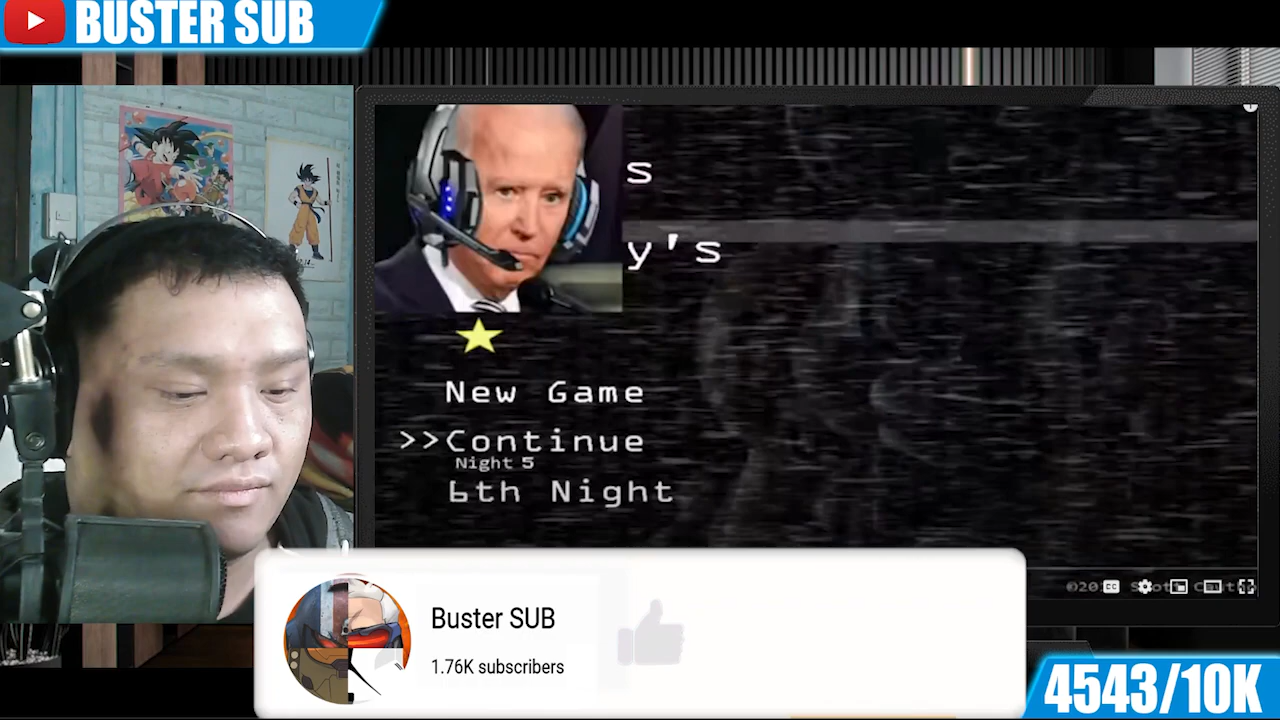 BUSTER SUB
s
y's
New Game
>>Continue
Night 5
6th Night
Buster SUB
1.76K subscribers
4543/10K